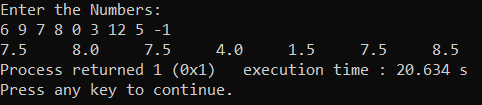 Enter the Numbers:
6 9 7 8 0 3 12 5 -1
7.5 8.0 7.5 4.0 1.5 7.5 8.5
Process returned 1 (0x1) execution time : 20.634 s
Press any key to continue.